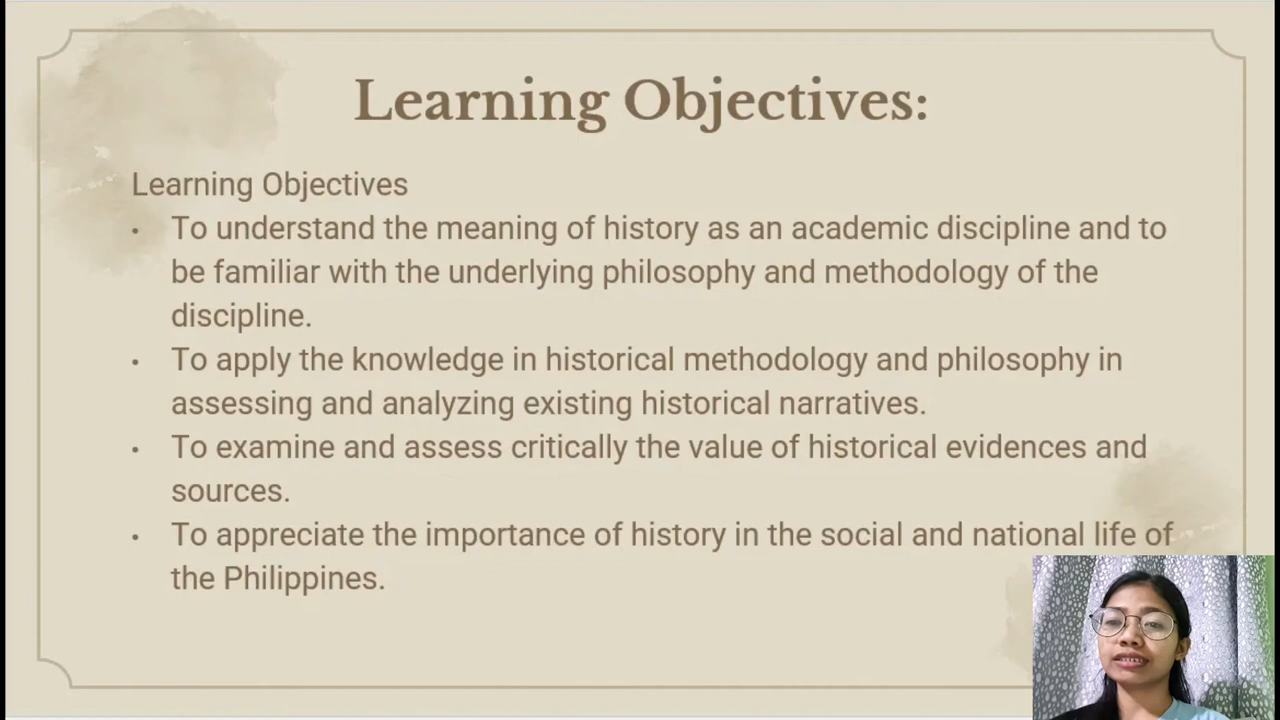 Learning Objectives:
Learning Objectives
• To understand the meaning of history as an academic discipline and to
be familiar with the underlying philosophy and methodology of the
discipline.
• To apply the knowledge in historical methodology and philosophy in
assessing and analyzing existing historical narratives.
• To examine and assess critically the value of historical evidences and
sources.
• To appreciate the importance of history in the social and national life of
the Philippines.